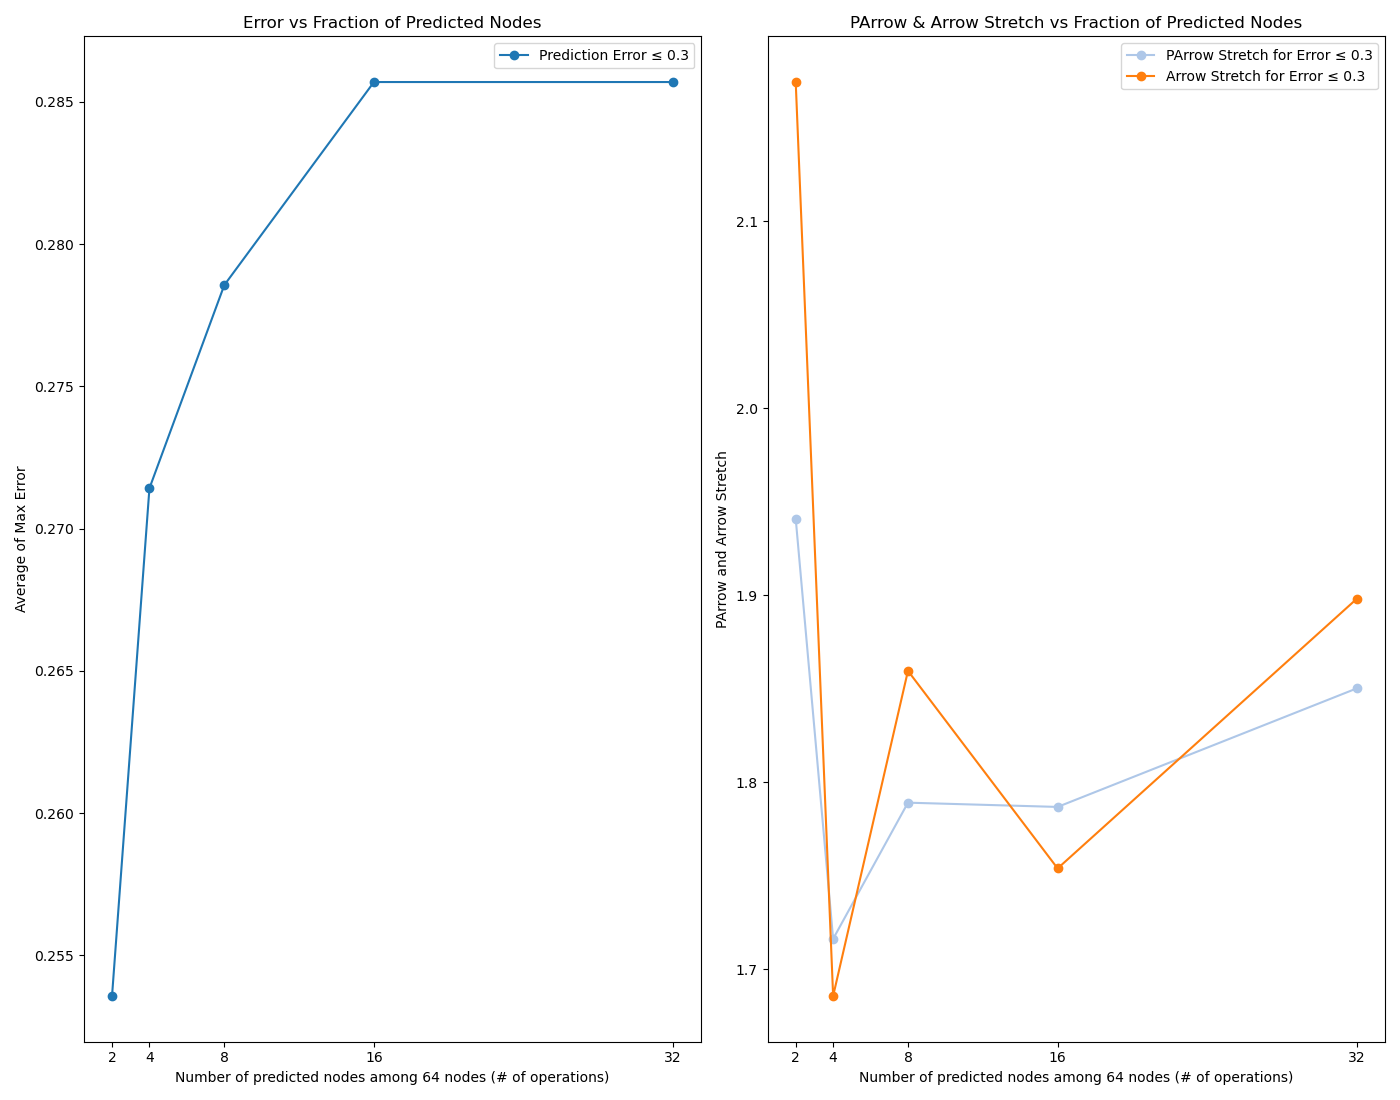 Error vs Fraction of Predicted Nodes
Prediction Error ≤ 0.3
0.285
0.280
0.275
0.270
0.265
0.260
0.255
Average of Max Error
2 4 8 16 32
Number of predicted nodes among 64 nodes (# of operations)
PArrow & Arrow Stretch vs Fraction of Predicted Nodes
PArrow Stretch for Error ≤ 0.3
Arrow Stretch for Error ≤ 0.3
2.1
2.0
1.9
1.8
1.7
PArrow and Arrow Stretch
2 4 8 16 32
Number of predicted nodes among 64 nodes (# of operations)